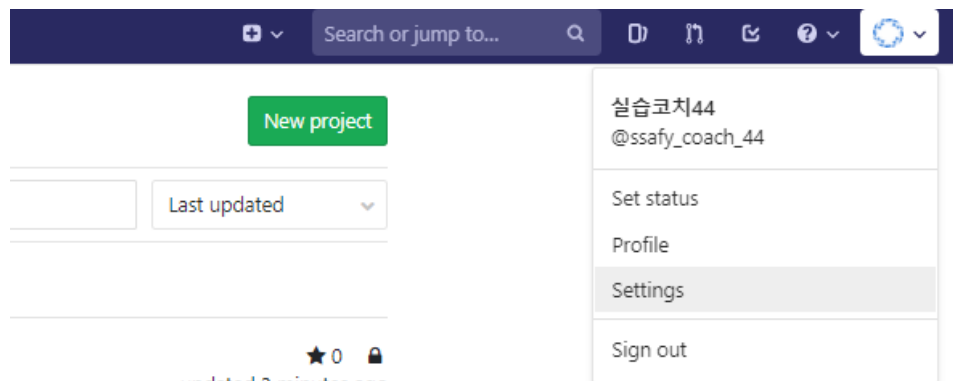 Search or jump to...
New project
실습코치44
@ssafy_coach_44
Last updated
Set status
Profile
Settings
0
Sign out